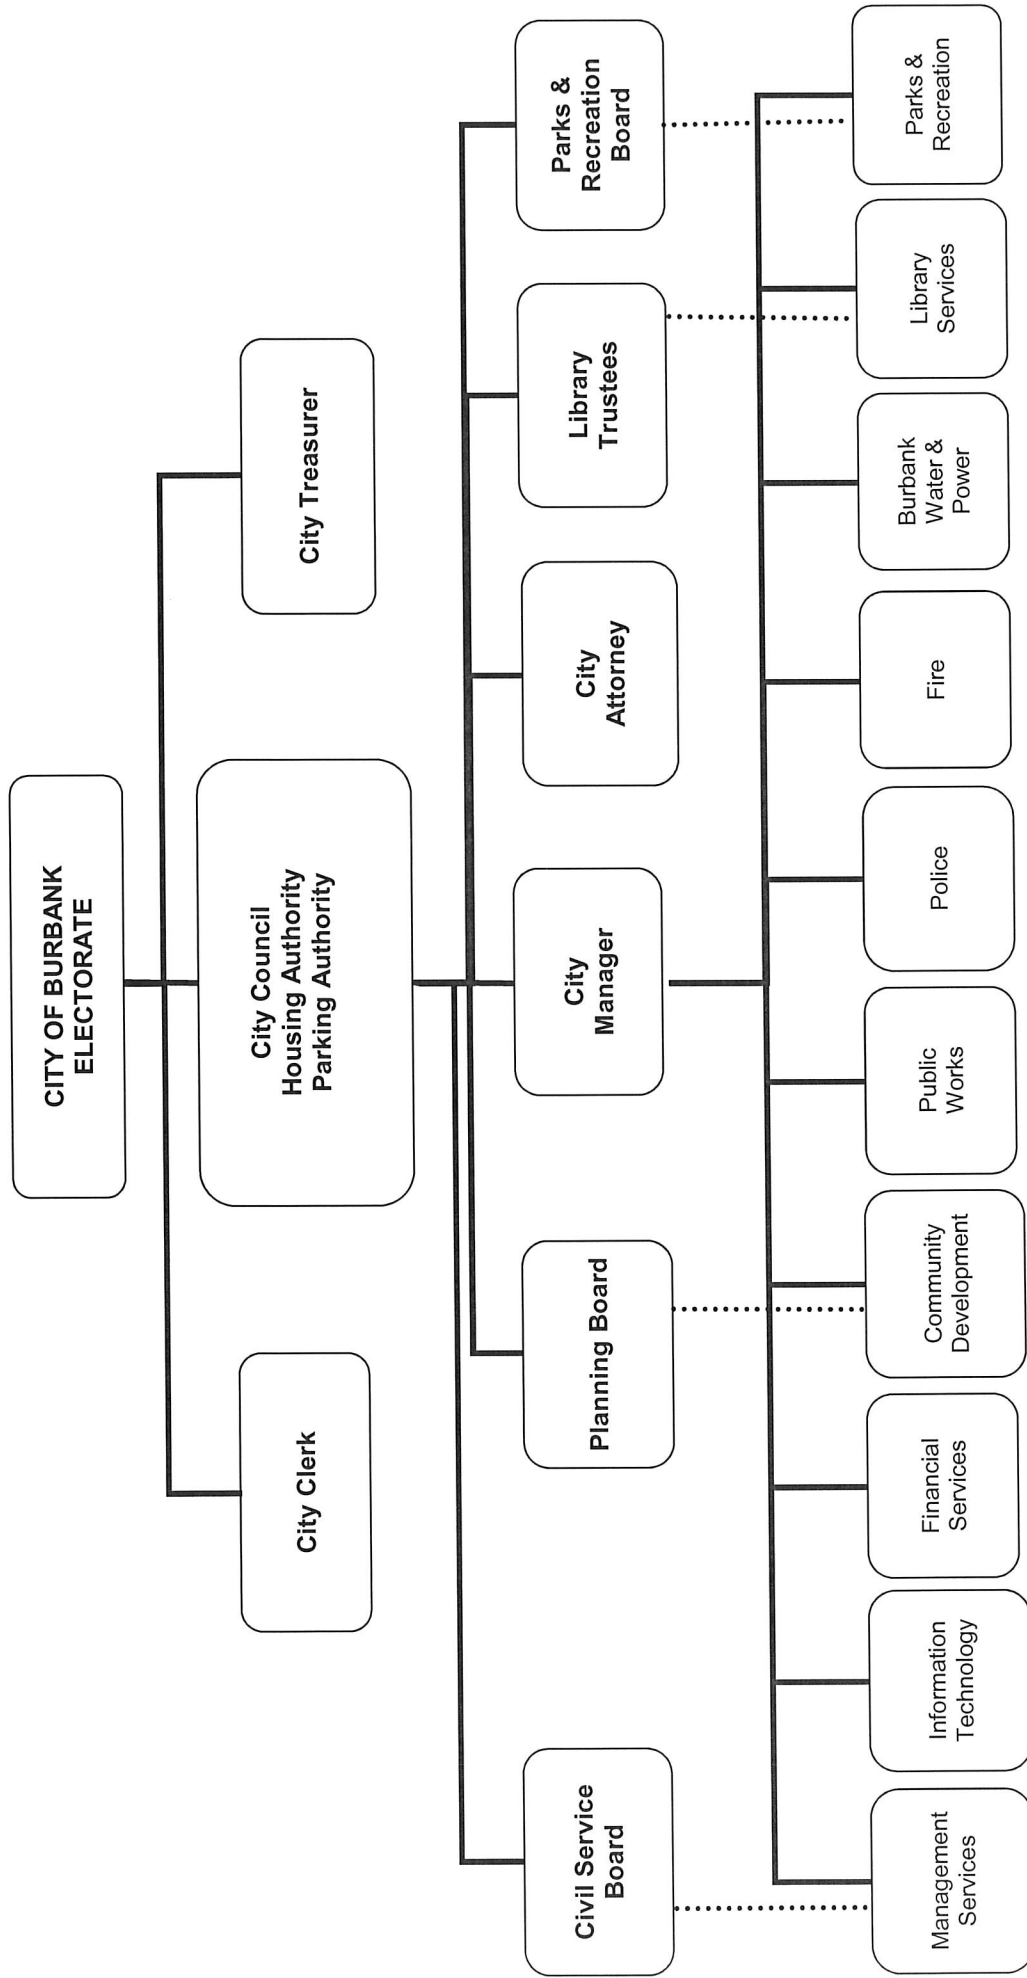 CITY OF BURBANK
ELECTORATE
City Clerk
City Council
Housing Authority
Parking Authority
City Treasurer
Civil Service
Board
Planning Board
City
Manager
City
Attorney
Library
Trustees
Parks &
Recreation
Board
Management
Services
Information
Technology
Financial
Services
Community
Development
Public
Works
Police
Fire
Burbank
Water &
Power
Library
Services
Parks &
Recreation